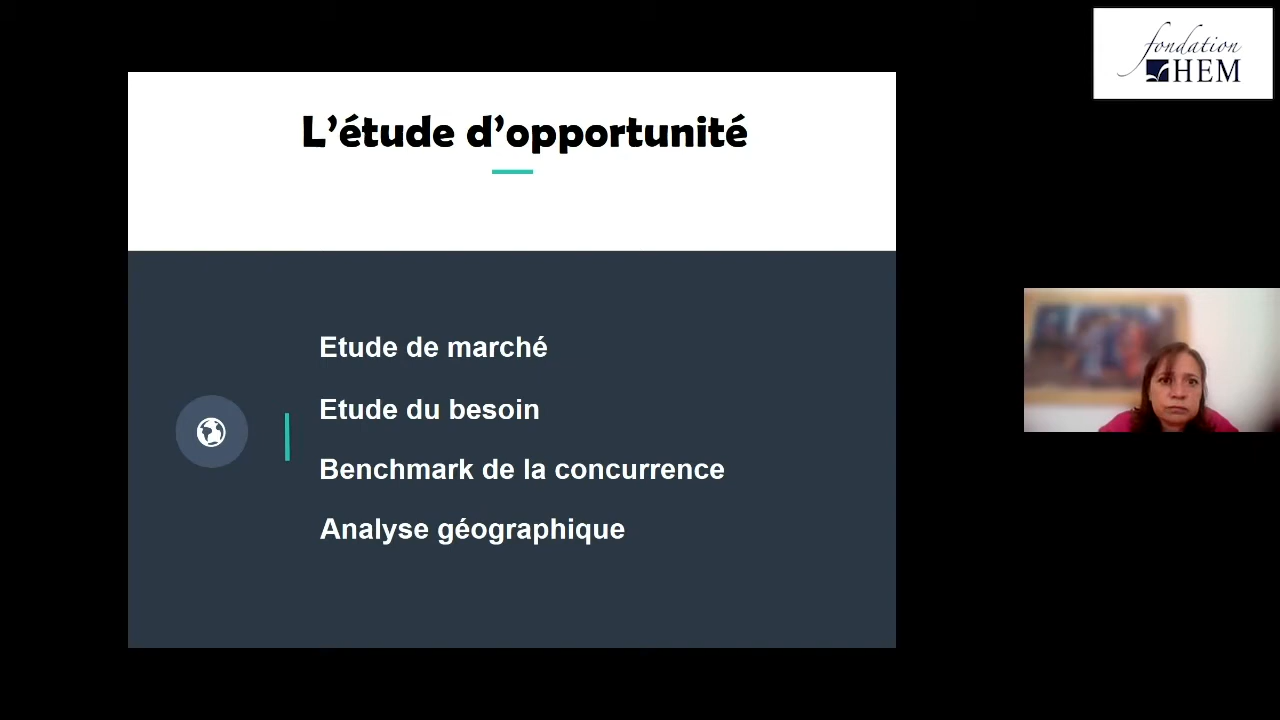 fondation
HEM
L’étude d’opportunité
Etude de marché
Etude du besoin
Benchmark de la concurrence
Analyse géographique